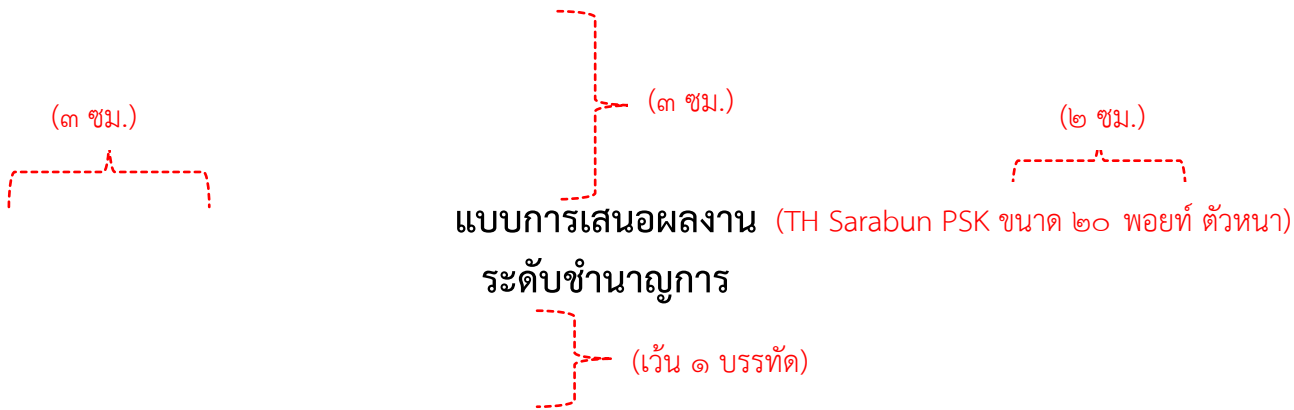 (๓ ซม.)
(๓ ซม.)
(๒ ซม.)
แบบการเสนอผลงาน (TH Sarabun PSK ขนาด ๒๐ พอยท์ ตัวหนา)
ระดับชำนาญการ
(เว้น ๑ บรรทัด)